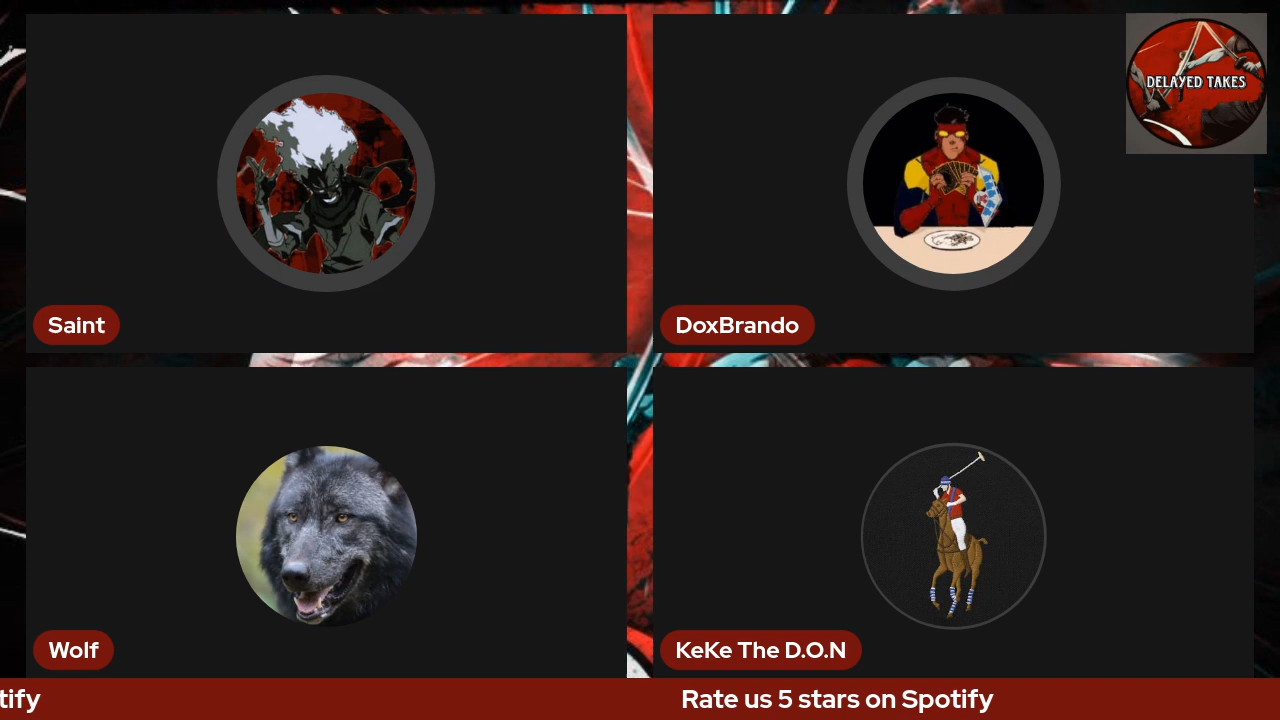 DELAYED TAKES
Saint
DoxBrando
Wolf
KeKe The D.O.N
tify
Rate us 5 stars on Spotify